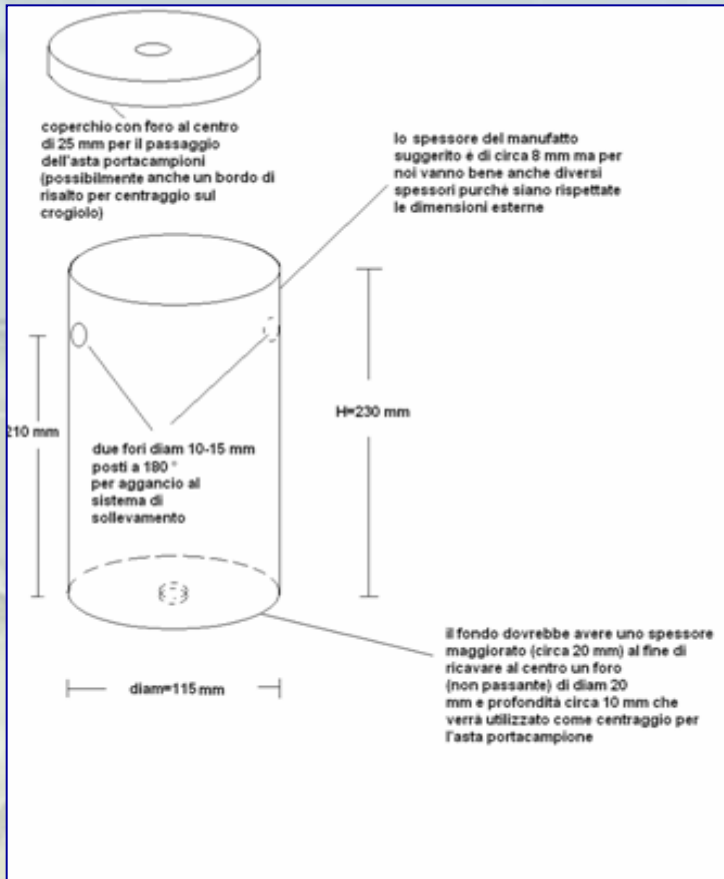 coperchio con foro al centro
di 25 mm per il passaggio
dell'asta portacampioni
(possibilmente anche un bordo di
risalto per centraggio sul
crogiolo)
lo spessore del manufatto
suggerito è di circa 8 mm ma per
noi vanno bene anche diversi
spessori purchè siano rispettate
le dimensioni esterne
210 mm
H=230 mm
due fori diam 10-15 mm
posti a 180 °
per aggancio al
sistema di
sollevamento
il fondo dovrebbe avere uno spessore
maggiorato (circa 20 mm) al fine di
ricavare al centro un foro
(non passante) di diam 20
mm e profondità circa 10 mm che
verrà utilizzato come centraggio per
l'asta portacampione
diam=115 mm